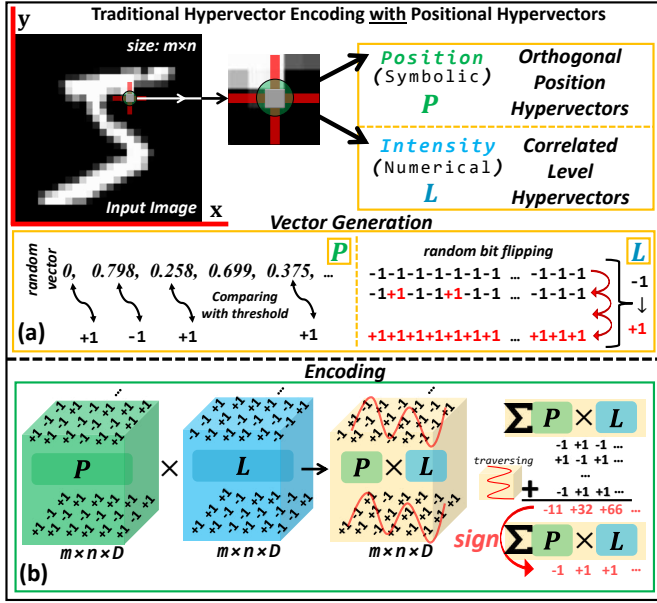 Traditional Hypervector Encoding with Positional Hypervectors
y
size: m×n
Input Image
x
Position
(Symbolic)
P
Orthogonal
Position
Hypervectors
Intensity
(Numerical)
L
Correlated
Level
Hypervectors
Vector Generation
random
vector
0, 0.798, 0.258, 0.699, 0.375, ...
P
Comparing
with threshold
+1 -1 +1 +1
(a)
random bit flipping
L
-1-1-1-1-1-1-1-1 ... -1-1-1
-1+1-1-1+1-1-1-1 ... -1-1-1
+1+1+1+1+1+1+1+1 ... +1+1+1
-1
↓
+1
Encoding
...
P
m×n×D
×
...
L
m×n×D
...
P × L
m×n×D
∑ P × L
-1 +1 -1 ...
+1 -1 +1 ...
...
-1 +1 +1 ...
traversing
+
-11 +32 +66 ...
sign
∑ P × L
-1 +1 +1 ...
(b)